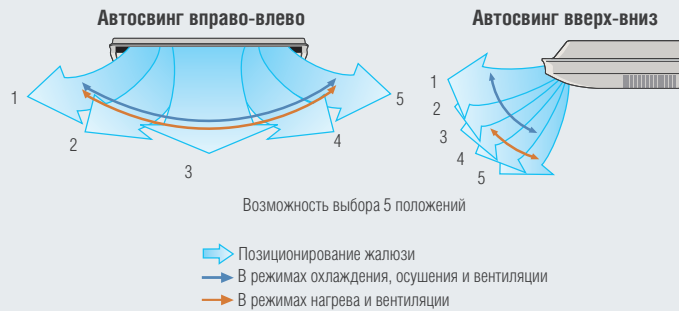 Автосвинг вправо-влево
1
2
3
4
5
Автосвинг вверх-вниз
1
2
3
4
5
Возможность выбора 5 положений
Позиционирование жалюзи
В режимах охлаждения, осушения и вентиляции
В режимах нагрева и вентиляции